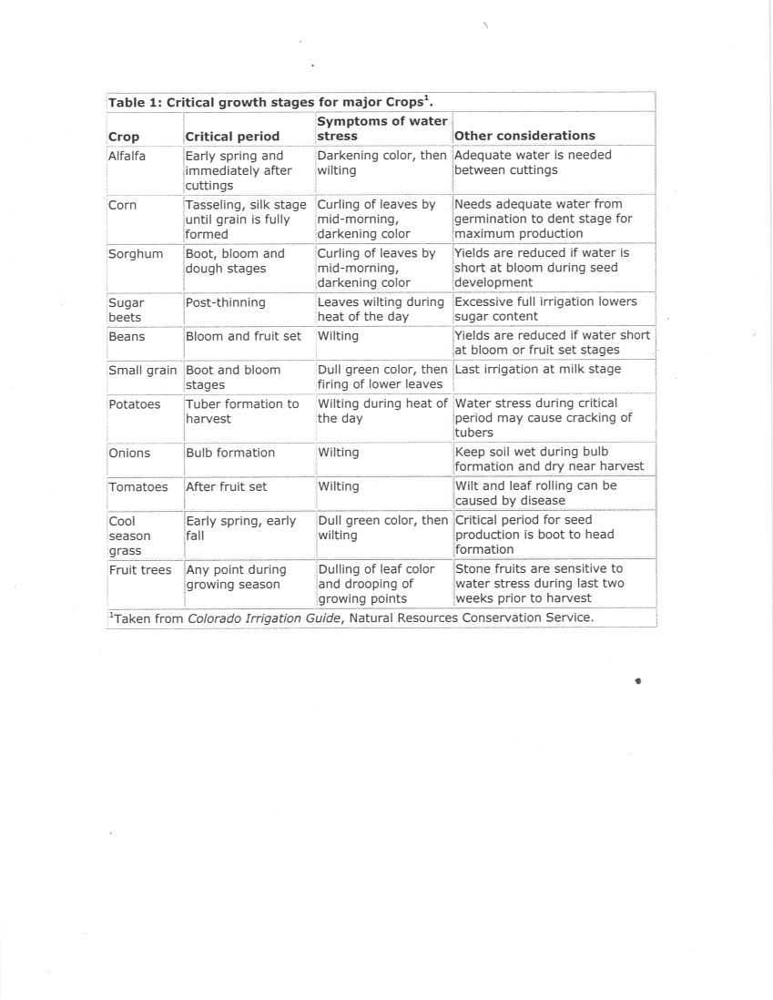 Table 1: Critical growth stages for major Crops¹.
Crop Critical period Symptoms of water stress Other considerations
Alfalfa Early spring and immediately after cuttings Darkening color, then wilting Adequate water is needed between cuttings
Corn Tasseling, silk stage until grain is fully formed Curling of leaves by mid-morning, darkening color Needs adequate water from germination to dent stage for maximum production
Sorghum Boot, bloom and dough stages Curling of leaves by mid-morning, darkening color Yields are reduced if water is short at bloom during seed development
Sugar beets Post-thinning Leaves wilting during heat of the day Excessive full irrigation lowers sugar content
Beans Bloom and fruit set Wilting Yields are reduced if water short at bloom or fruit set stages
Small grain Boot and bloom stages Dull green color, then firing of lower leaves Last irrigation at milk stage
Potatoes Tuber formation to harvest Wilting during heat of the day Water stress during critical period may cause cracking of tubers
Onions Bulb formation Wilting Keep soil wet during bulb formation and dry near harvest
Tomatoes After fruit set Wilting Wilt and leaf rolling can be caused by disease
Cool season grass Early spring, early fall Dull green color, then wilting Critical period for seed production is boot to head formation
Fruit trees Any point during growing season Dulling of leaf color and drooping of growing points Stone fruits are sensitive to water stress during last two weeks prior to harvest
¹Taken from Colorado Irrigation Guide, Natural Resources Conservation Service.